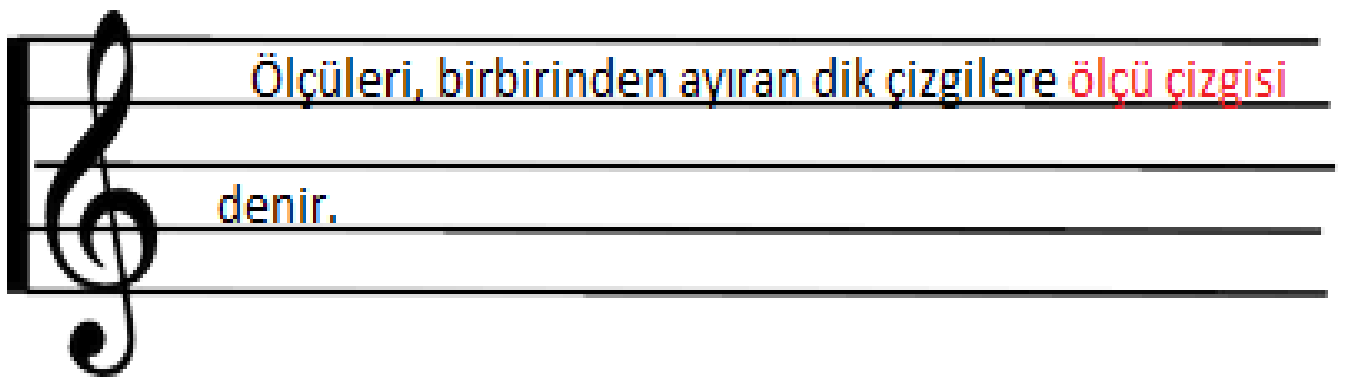 Ölçüleri, birbirinden ayıran dik çizgilere ölçü çizgisi
denir.